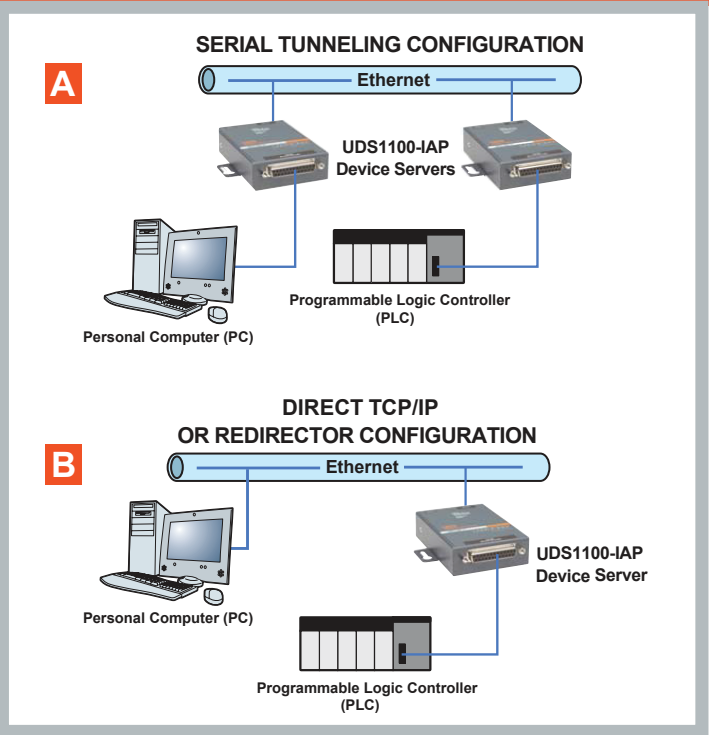 SERIAL TUNNELING CONFIGURATION
A
Ethernet
UDS1100-IAP
Device Servers
Programmable Logic Controller
(PLC)
Personal Computer (PC)
DIRECT TCP/IP
OR REDIRECTOR CONFIGURATION
B
Ethernet
UDS1100-IAP
Device Server
Personal Computer (PC)
Programmable Logic Controller
(PLC)